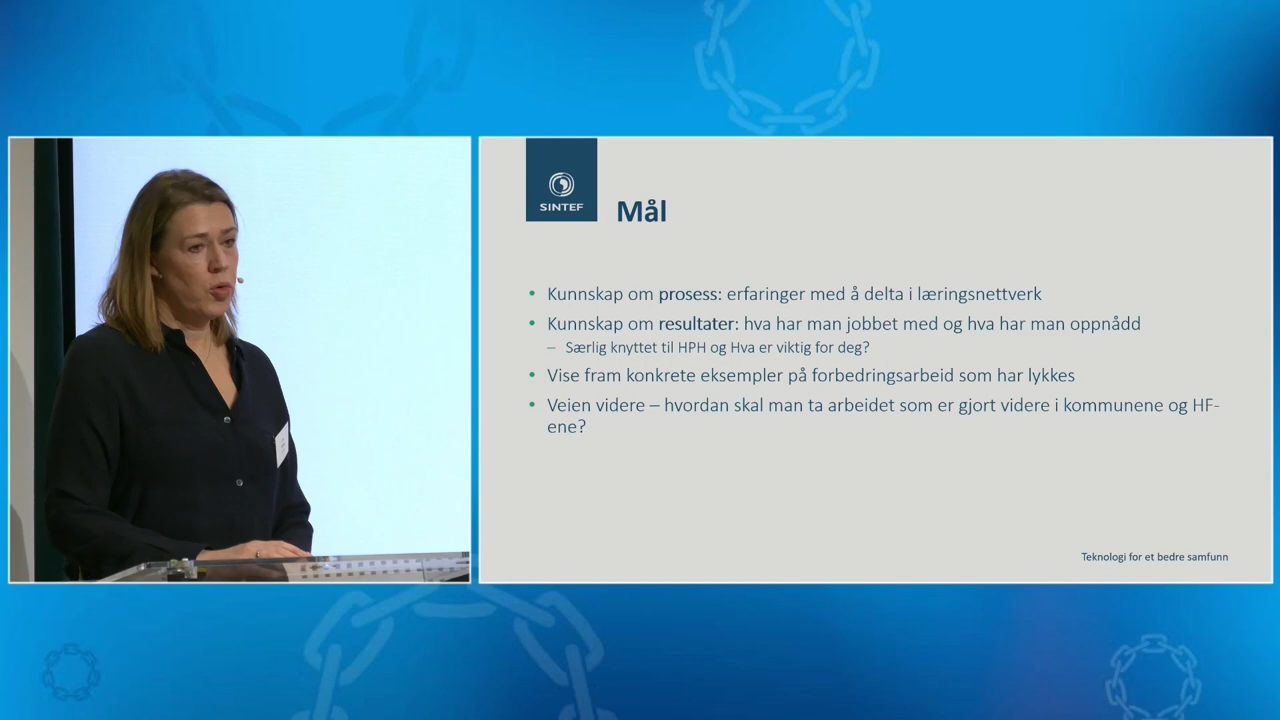 SINTEF
Mål
• Kunnskap om prosess: erfaringer med å delta i læringsnettverk
• Kunnskap om resultater: hva har man jobbet med og hva har man oppnådd
– Særlig knyttet til HPH og Hva er viktig for deg?
• Vise fram konkrete eksempler på forbedringsarbeid som har lykkes
• Veien videre – hvordan skal man ta arbeidet som er gjort videre i kommunene og HF-
ene?
Teknologi for et bedre samfunn